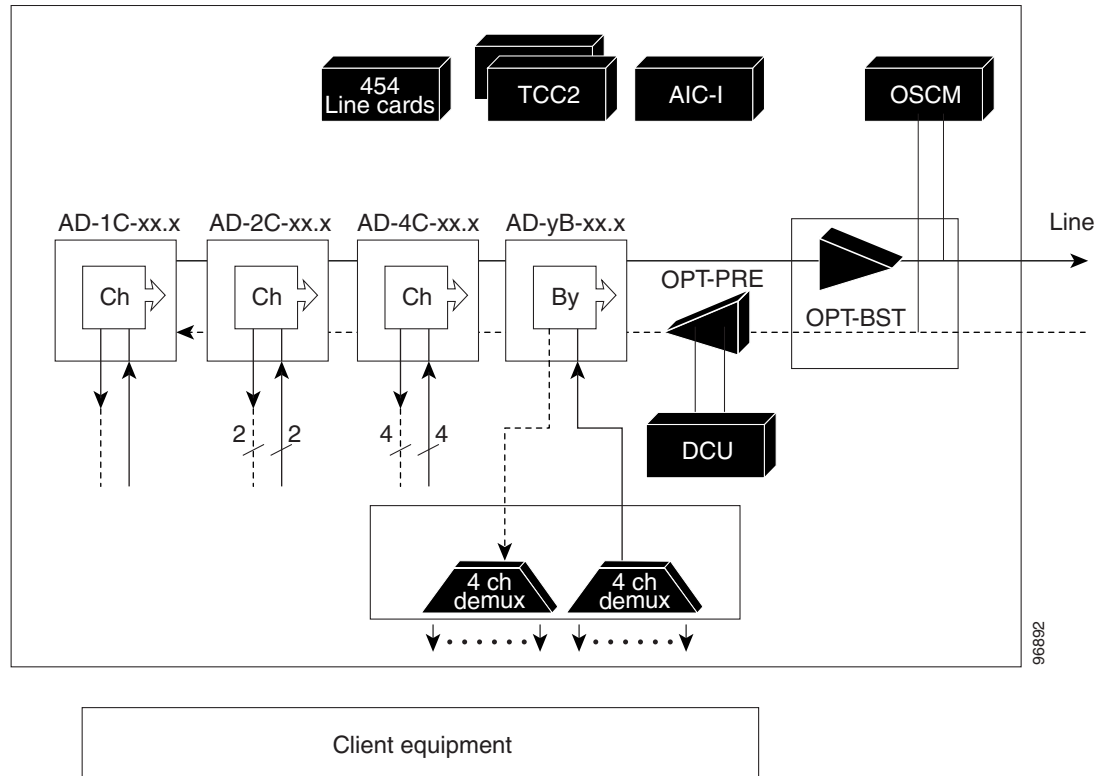 454
Line cards
TCC2
AIC-I
OSCM
AD-1C-xx.x
AD-2C-xx.x
AD-4C-xx.x
AD-yB-xx.x
Line
Ch
Ch
Ch
By
OPT-PRE
OPT-BST
2
2
4
4
DCU
4 ch
demux
4 ch
demux
96892
Client equipment